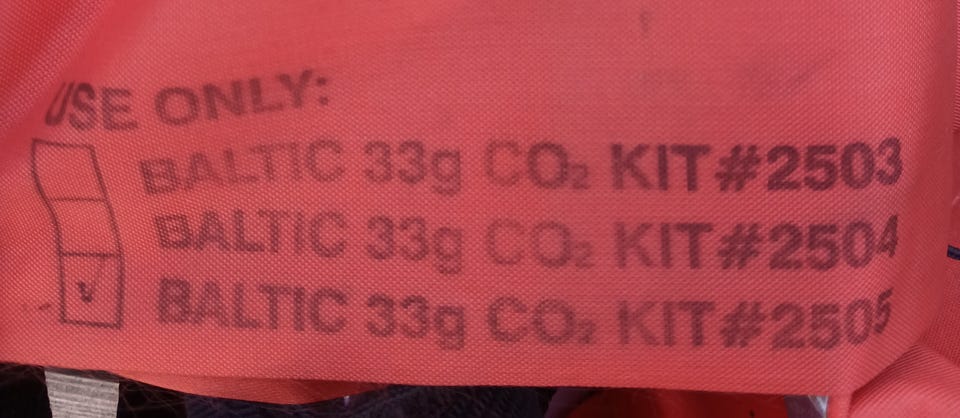 USE ONLY:
BALTIC 33g CO₂ KIT#2503
BALTIC 33g CO₂ KIT#2504
BALTIC 33g CO₂ KIT#2505